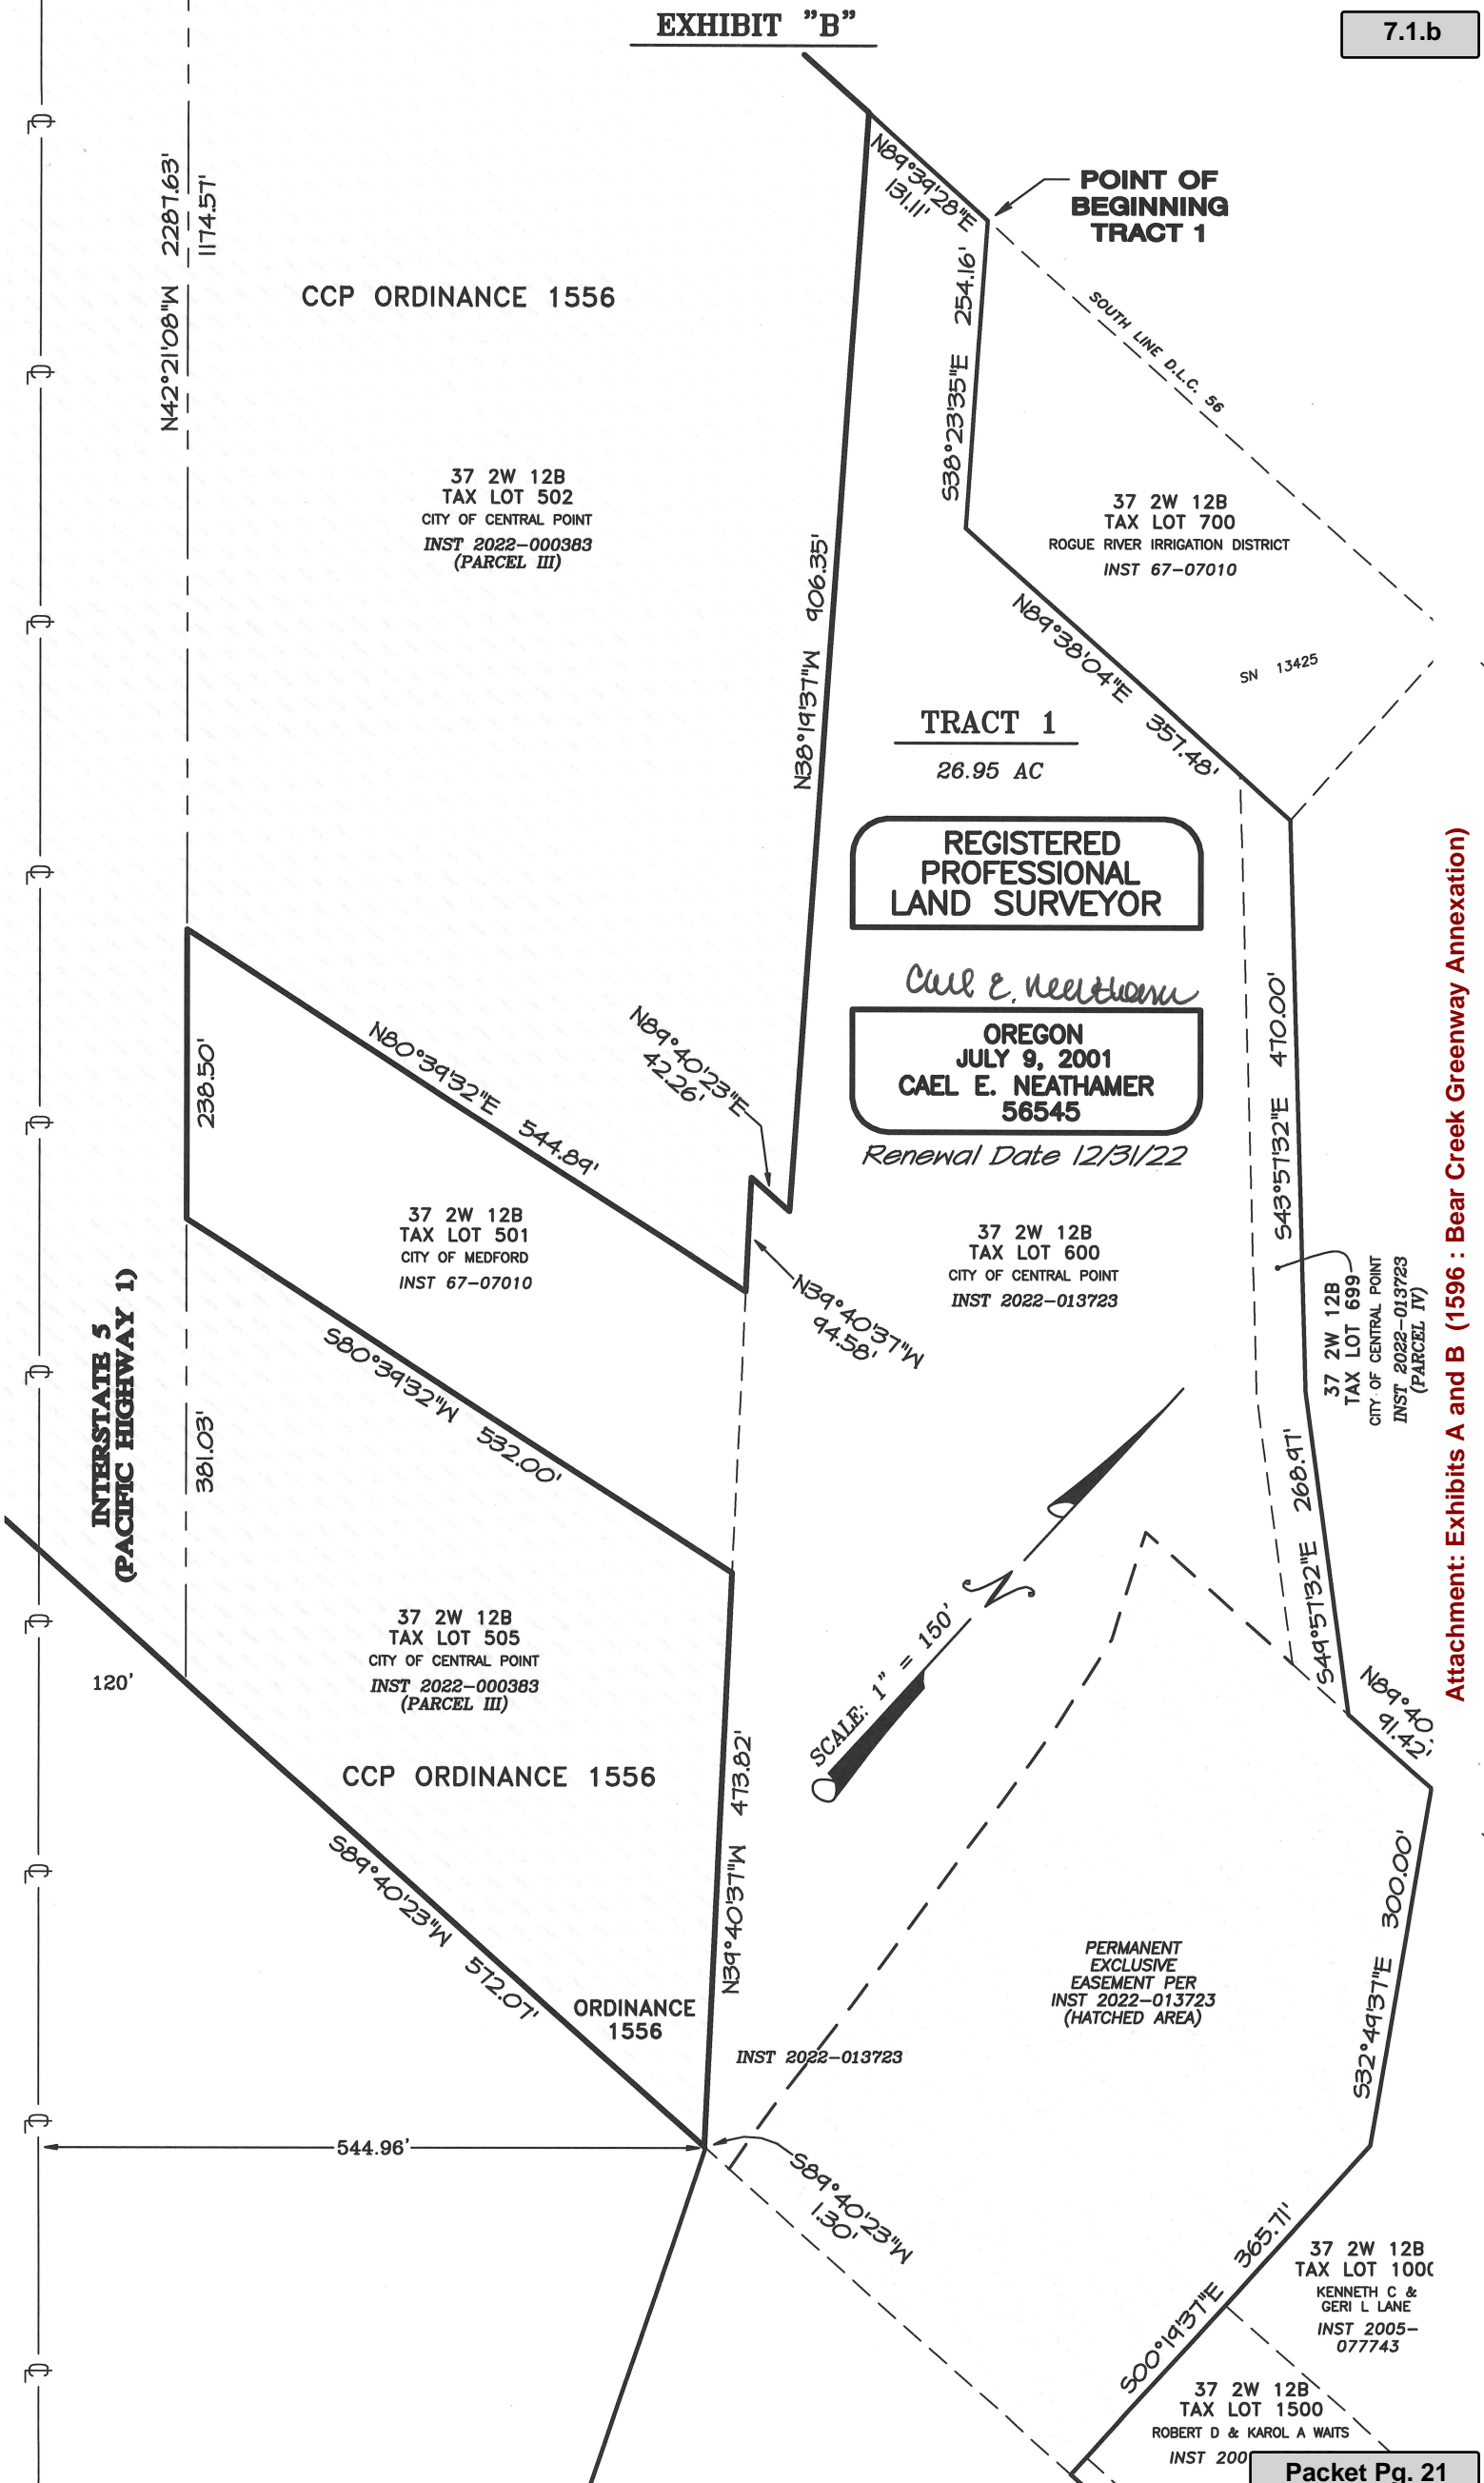 EXHIBIT "B"
7.1.b
N89°39'28"E
131.11'
POINT OF
BEGINNING
TRACT 1
N42°21'08"W 2287.63'
1174.57'
CCP ORDINANCE 1556
S38°23'35"E 254.16'
SOUTH LINE D.L.C. 56
37 2W 12B
TAX LOT 502
CITY OF CENTRAL POINT
INST 2022-000383
(PARCEL III)
37 2W 12B
TAX LOT 700
ROGUE RIVER IRRIGATION DISTRICT
INST 67-07010
N38°19'37"W 906.35'
N89°38'04"E 357.48'
SN 13425
TRACT 1
26.95 AC
REGISTERED
PROFESSIONAL
LAND SURVEYOR
Cael E. Neathamer
OREGON
JULY 9, 2001
CAEL E. NEATHAMER
56545
Renewal Date 12/31/22
S43°57'32"E 470.00'
Attachment: Exhibits A and B (1596 : Bear Creek Greenway Annexation)
238.50'
N80°39'32"E 544.89'
N89°40'23"E
42.26'
37 2W 12B
TAX LOT 501
CITY OF MEDFORD
INST 67-07010
37 2W 12B
TAX LOT 600
CITY OF CENTRAL POINT
INST 2022-013723
N39°40'37"W
94.58'
37 2W 12B
TAX LOT 699
CITY OF CENTRAL POINT
INST 2022-013723
(PARCEL IV)
INTERSTATE 5
(PACIFIC HIGHWAY 1)
381.03'
S80°39'32"W 532.00'
S49°57'32"E 268.97'
120'
37 2W 12B
TAX LOT 505
CITY OF CENTRAL POINT
INST 2022-000383
(PARCEL III)
CCP ORDINANCE 1556
SCALE: 1" = 150'
N
N89°40'
91.42'
N39°40'37"W 473.82'
S89°40'23"W 572.07'
ORDINANCE
1556
PERMANENT
EXCLUSIVE
EASEMENT PER
INST 2022-013723
(HATCHED AREA)
S32°49'37"E 300.00'
INST 2022-013723
544.96'
S89°40'23"W
1.30'
S00°19'37"E 365.71'
37 2W 12B
TAX LOT 1000
KENNETH C &
GERI L LANE
INST 2005-
077743
37 2W 12B
TAX LOT 1500
ROBERT D & KAROL A WAITS
INST 200
Packet Pg. 21